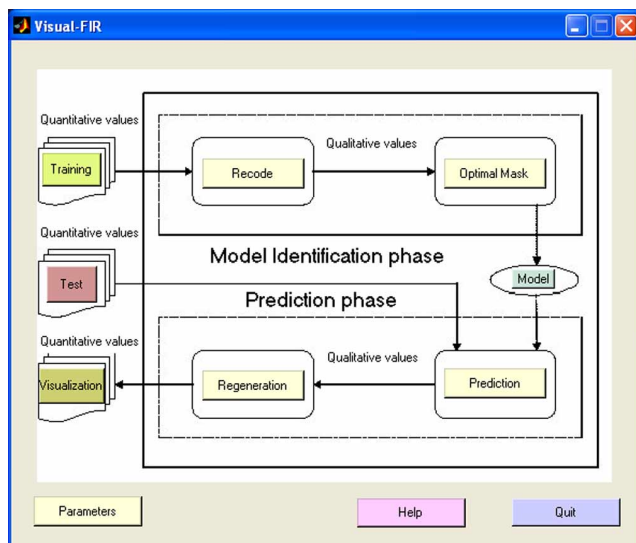 Visual-FIR
Quantitative values
Training
Recode
Qualitative values
Optimal Mask
Quantitative values
Test
Model Identification phase
Model
Prediction phase
Quantitative values
Visualization
Regeneration
Qualitative values
Prediction
Parameters
Help
Quit